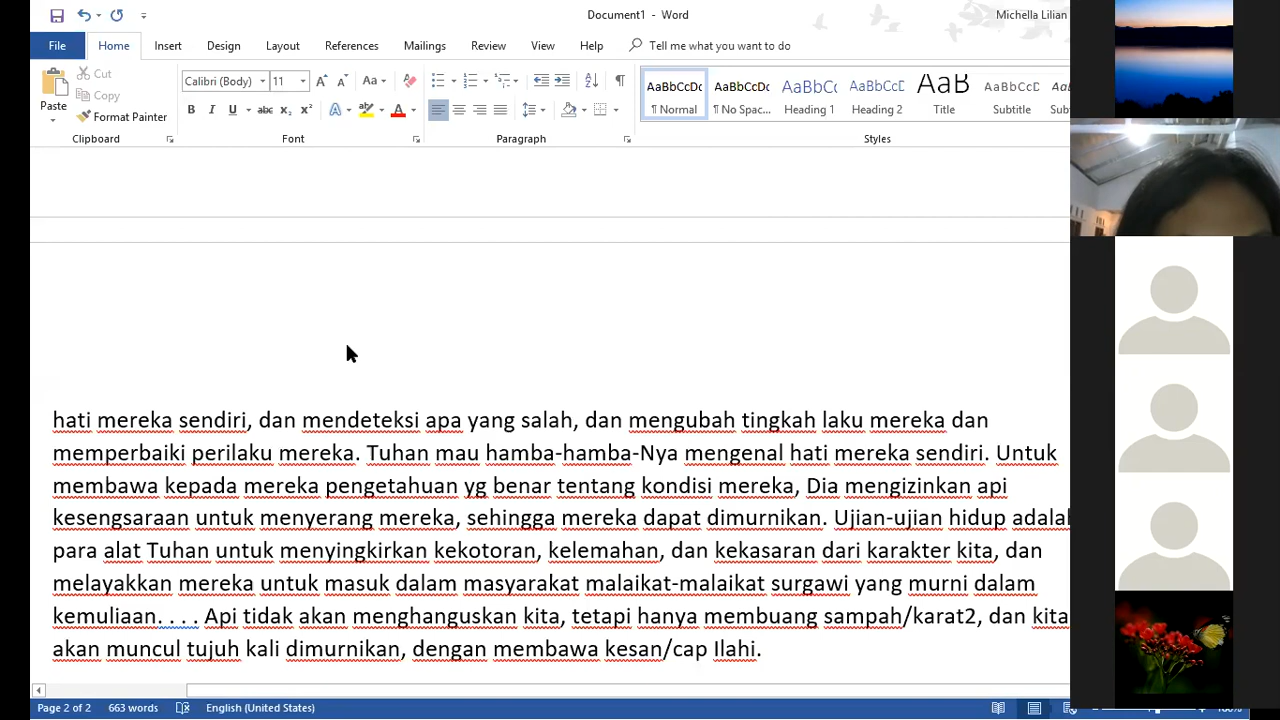 Document1 - Word
Michella Lilian
File Home Insert Design Layout References Mailings Review View Help Tell me what you want to do
Paste
Cut
Copy
Format Painter
Clipboard
Calibri (Body) 11
Font
Paragraph
AaBbCcDc AaBbCcDc AaBbC AaBbCcC AaB AaBbCcD
¶ Normal ¶ No Spac... Heading 1 Heading 2 Title Subtitle
Styles
hati mereka sendiri, dan mendeteksi apa yang salah, dan mengubah tingkah laku mereka dan
memperbaiki perilaku mereka. Tuhan mau hamba-hamba-Nya mengenal hati mereka sendiri. Untuk
membawa kepada mereka pengetahuan yg benar tentang kondisi mereka, Dia mengizinkan api
kesengsaraan untuk menyerang mereka, sehingga mereka dapat dimurnikan. Ujian-ujian hidup adalah
para alat Tuhan untuk menyingkirkan kekotoran, kelemahan, dan kekasaran dari karakter kita, dan
melayakkan mereka untuk masuk dalam masyarakat malaikat-malaikat surgawi yang murni dalam
kemuliaan. . . . Api tidak akan menghanguskan kita, tetapi hanya membuang sampah/karat2, dan kita
akan muncul tujuh kali dimurnikan, dengan membawa kesan/cap Ilahi.
Page 2 of 2 663 words English (United States)